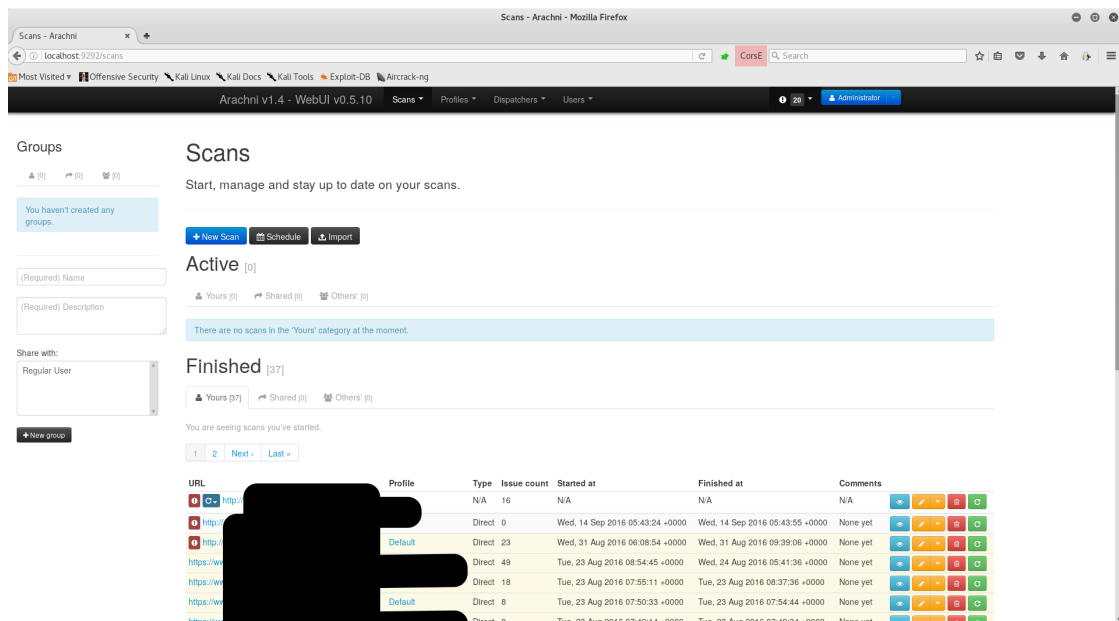 Scans - Arachni - Mozilla Firefox
Scans - Arachni × +
localhost:9292/scans CorsE Search
Most Visited Offensive Security Kali Linux Kali Docs Kali Tools Exploit-DB Aircrack-ng
Arachni v1.4 - WebUI v0.5.10 Scans Profiles Dispatchers Users 20 Administrator
Groups
[0] [0] [0]
You haven't created any
groups.
(Required) Name
(Required) Description
Share with:
Regular User
+ New group
Scans
Start, manage and stay up to date on your scans.
+ New Scan Schedule Import
Active [0]
Yours [0] Shared [0] Others' [0]
There are no scans in the 'Yours' category at the moment.
Finished [37]
Yours [37] Shared [0] Others' [0]
You are seeing scans you've started.
1 2 Next › Last »
URL Profile Type Issue count Started at Finished at Comments
http:/ N/A 16 N/A N/A N/A
http:/ Direct 0 Wed, 14 Sep 2016 05:43:24 +0000 Wed, 14 Sep 2016 05:43:55 +0000 None yet
http:/ Default Direct 23 Wed, 31 Aug 2016 06:08:54 +0000 Wed, 31 Aug 2016 09:39:06 +0000 None yet
https://ww Direct 49 Tue, 23 Aug 2016 08:54:45 +0000 Wed, 24 Aug 2016 05:41:36 +0000 None yet
https://ww Direct 18 Tue, 23 Aug 2016 07:55:11 +0000 Tue, 23 Aug 2016 08:37:36 +0000 None yet
https://ww Default Direct 8 Tue, 23 Aug 2016 07:50:33 +0000 Tue, 23 Aug 2016 07:54:44 +0000 None yet